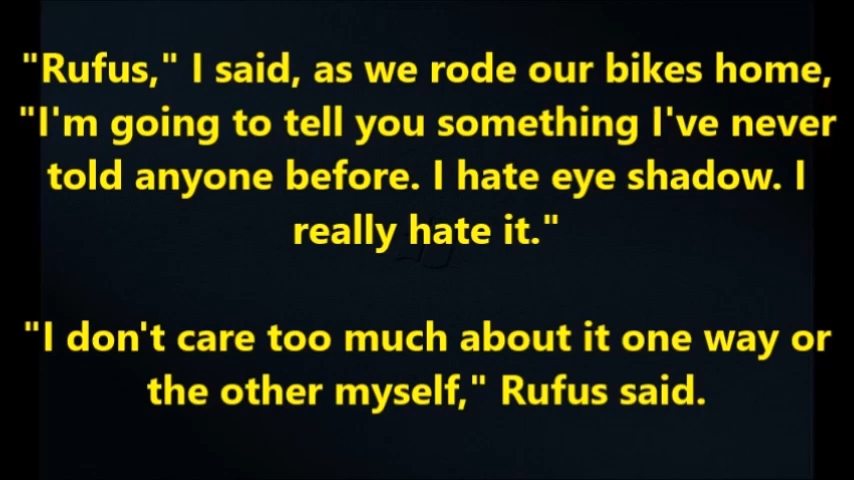 "Rufus," I said, as we rode our bikes home,
"I'm going to tell you something I've never
told anyone before. I hate eye shadow. I
really hate it."
"I don't care too much about it one way or
the other myself," Rufus said.